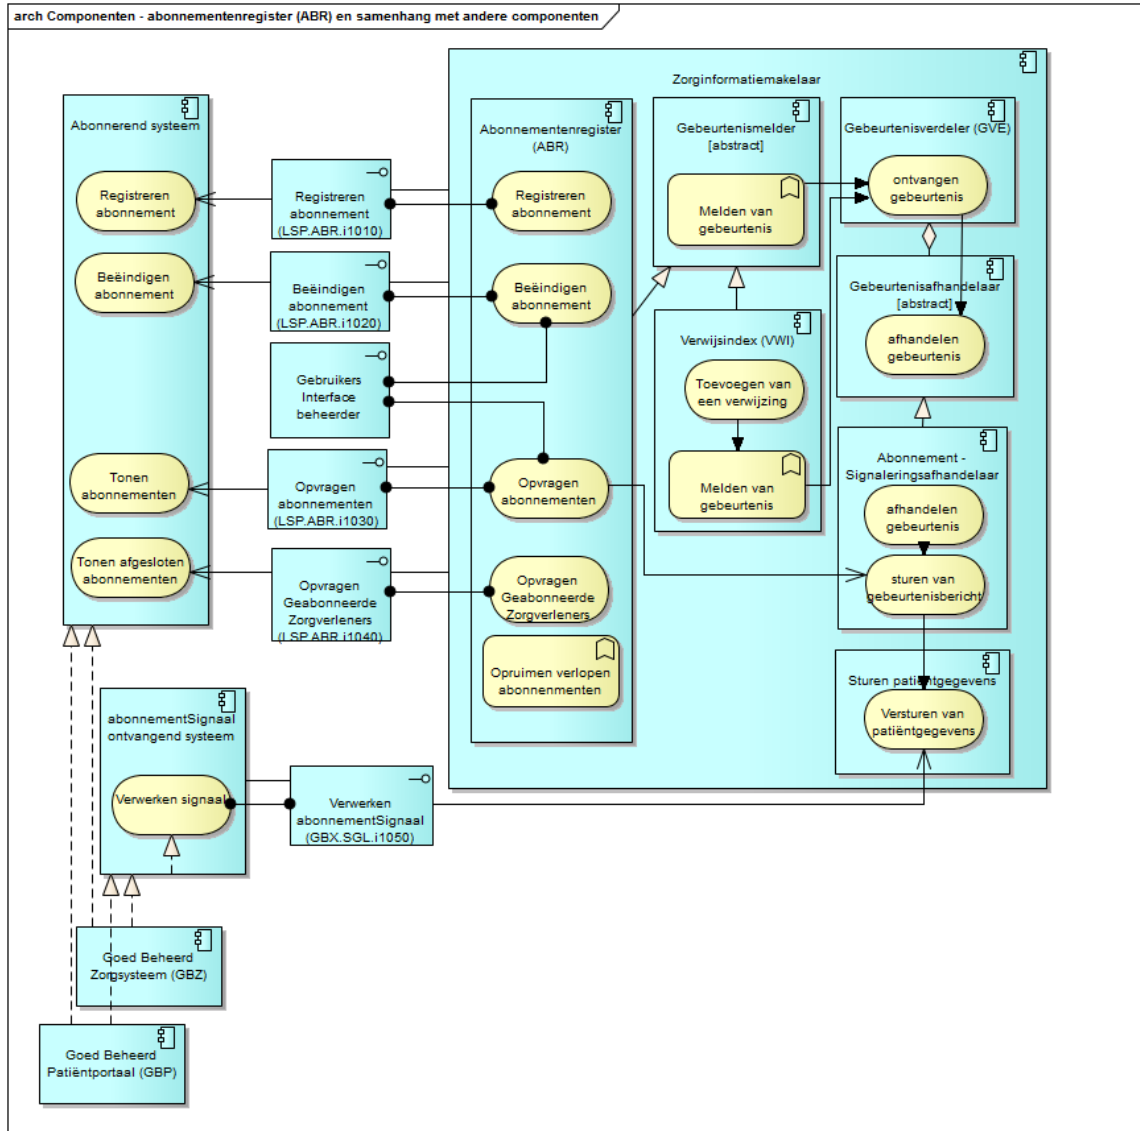 arch Componenten - abonnementenregister (ABR) en samenhang met andere componenten
Zorginformatiemakelaar
Abonnerend systeem
Registreren
abonnement
Beëindigen
abonnement
Tonen
abonnementen
Tonen afgesloten
abonnementen
Registreren
abonnement
(LSP.ABR.i1010)
Beëindigen
abonnement
(LSP.ABR.i1020)
Gebruikers
Interface
beheerder
Opvragen
abonnementen
(LSP.ABR.i1030)
Opvragen
Geabonneerde
Zorgverleners
(LSP.ABR.i1040)
Abonnementenregister
(ABR)
Registreren
abonnement
Beëindigen
abonnement
Opvragen
abonnementen
Opvragen
Geabonneerde
Zorgverleners
Opruimen verlopen
abonnenmenten
Gebeurtenismelder
[abstract]
Melden van
gebeurtenis
Verwijsindex (VWI)
Toevoegen van
een verwijzing
Melden van
gebeurtenis
Gebeurtenisverdeler (GVE)
ontvangen
gebeurtenis
Gebeurtenisafhandelaar
[abstract]
afhandelen
gebeurtenis
Abonnement -
Signaleringsafhandelaar
afhandelen
gebeurtenis
sturen van
gebeurtenisbericht
Sturen patiëntgegevens
Versturen van
patiëntgegevens
abonnementSignaal
ontvangend systeem
Verwerken signaal
Verwerken
abonnementSignaal
(GBX.SGL.i1050)
Goed Beheerd
Zorgsysteem (GBZ)
Goed Beheerd
Patiëntportaal (GBP)